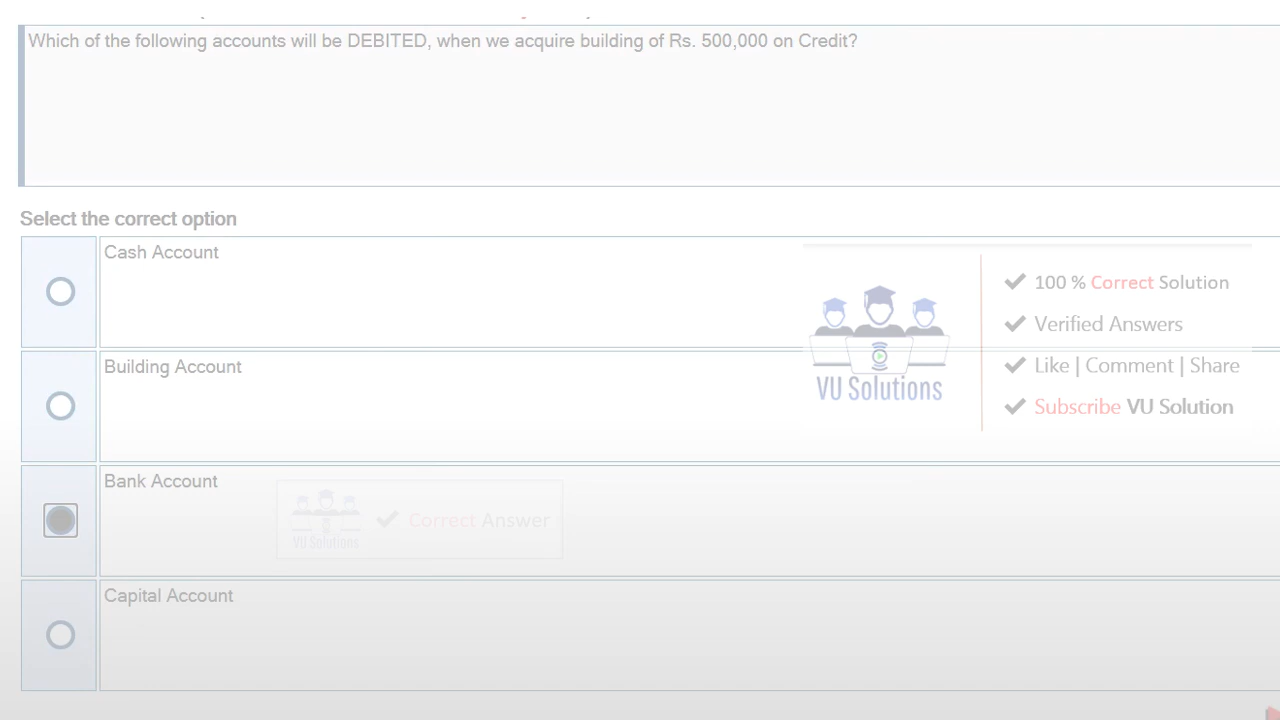 Which of the following accounts will be DEBITED, when we acquire building of Rs. 500,000 on Credit?
Select the correct option
Cash Account
100 % Correct Solution
Verified Answers
Building Account
Like | Comment | Share
VU Solutions
Subscribe VU Solution
Bank Account
Correct Answer
VU Solutions
Capital Account